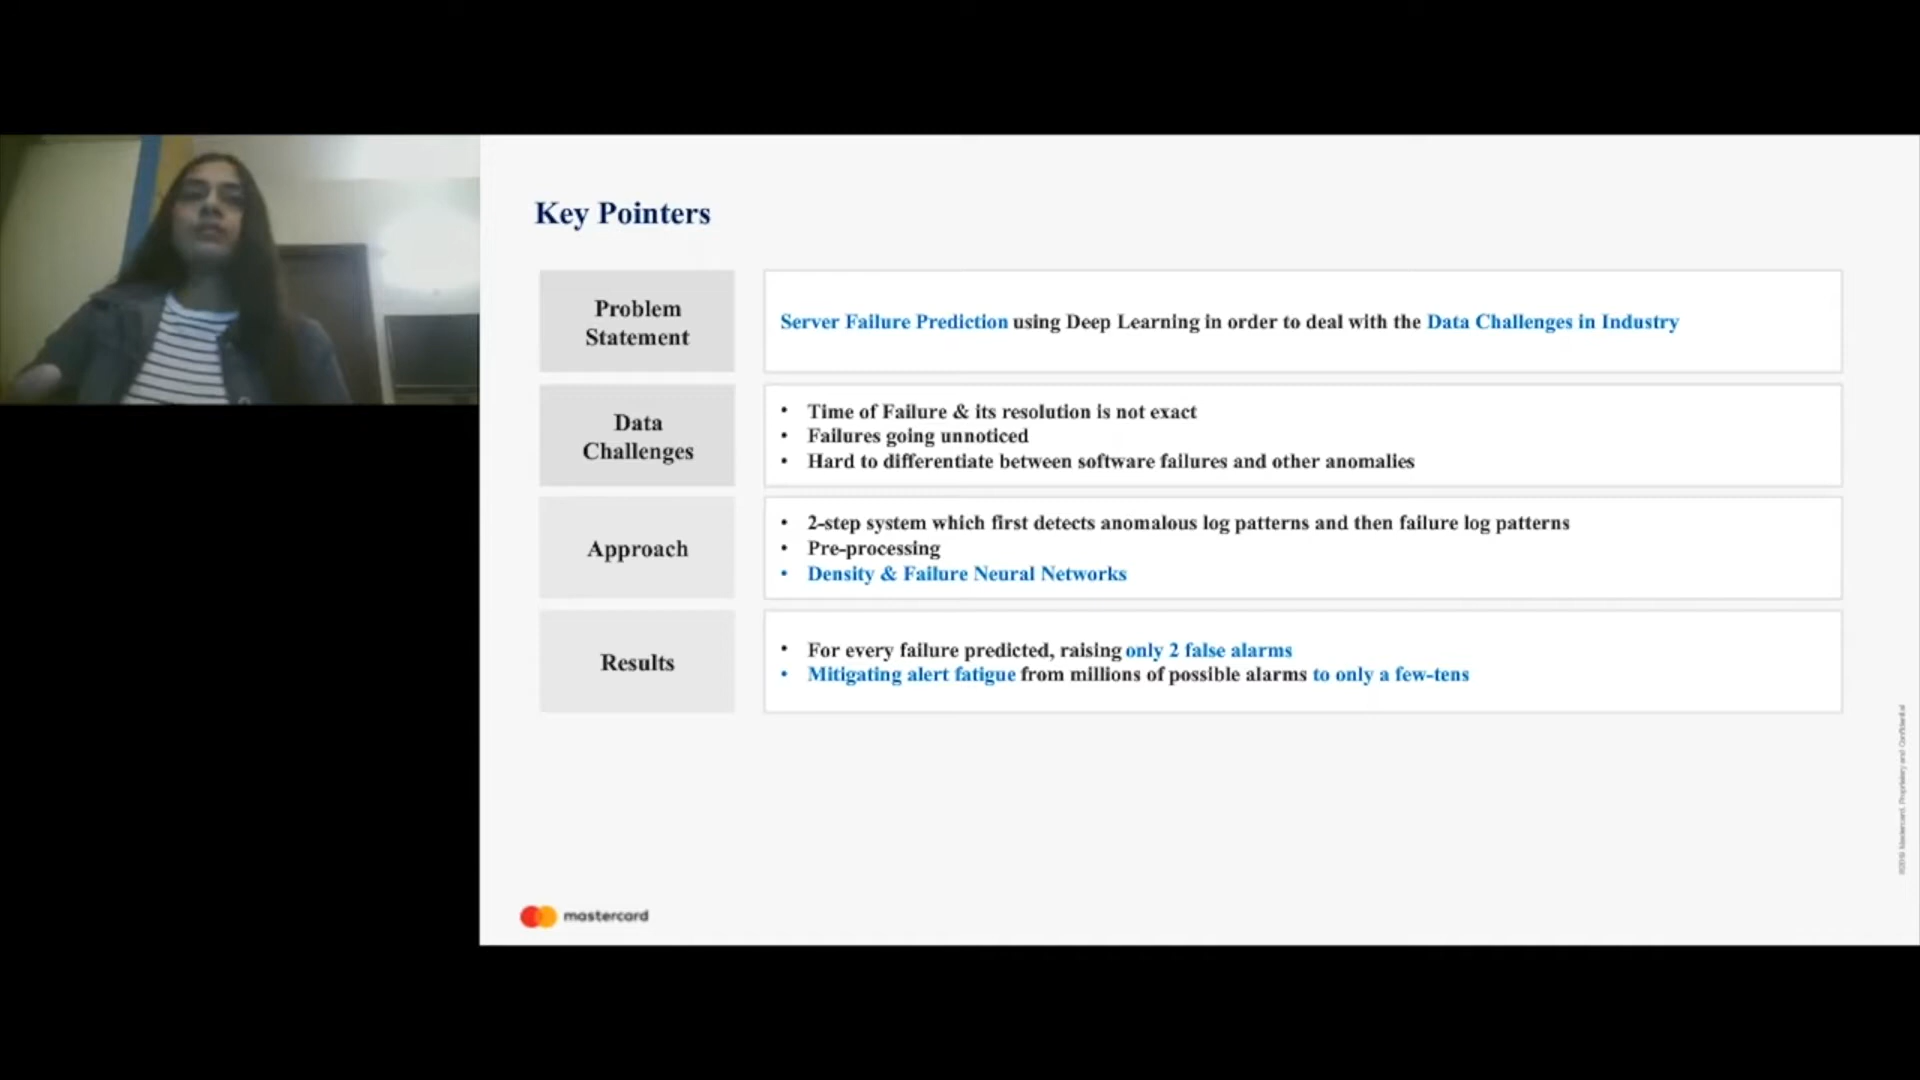 Key Pointers
Problem
Statement
Server Failure Prediction using Deep Learning in order to deal with the Data Challenges in Industry
Data
Challenges
• Time of Failure & its resolution is not exact
• Failures going unnoticed
• Hard to differentiate between software failures and other anomalies
Approach
• 2-step system which first detects anomalous log patterns and then failure log patterns
• Pre-processing
• Density & Failure Neural Networks
Results
• For every failure predicted, raising only 2 false alarms
• Mitigating alert fatigue from millions of possible alarms to only a few-tens
Mastercard. Proprietary and Confidential
mastercard